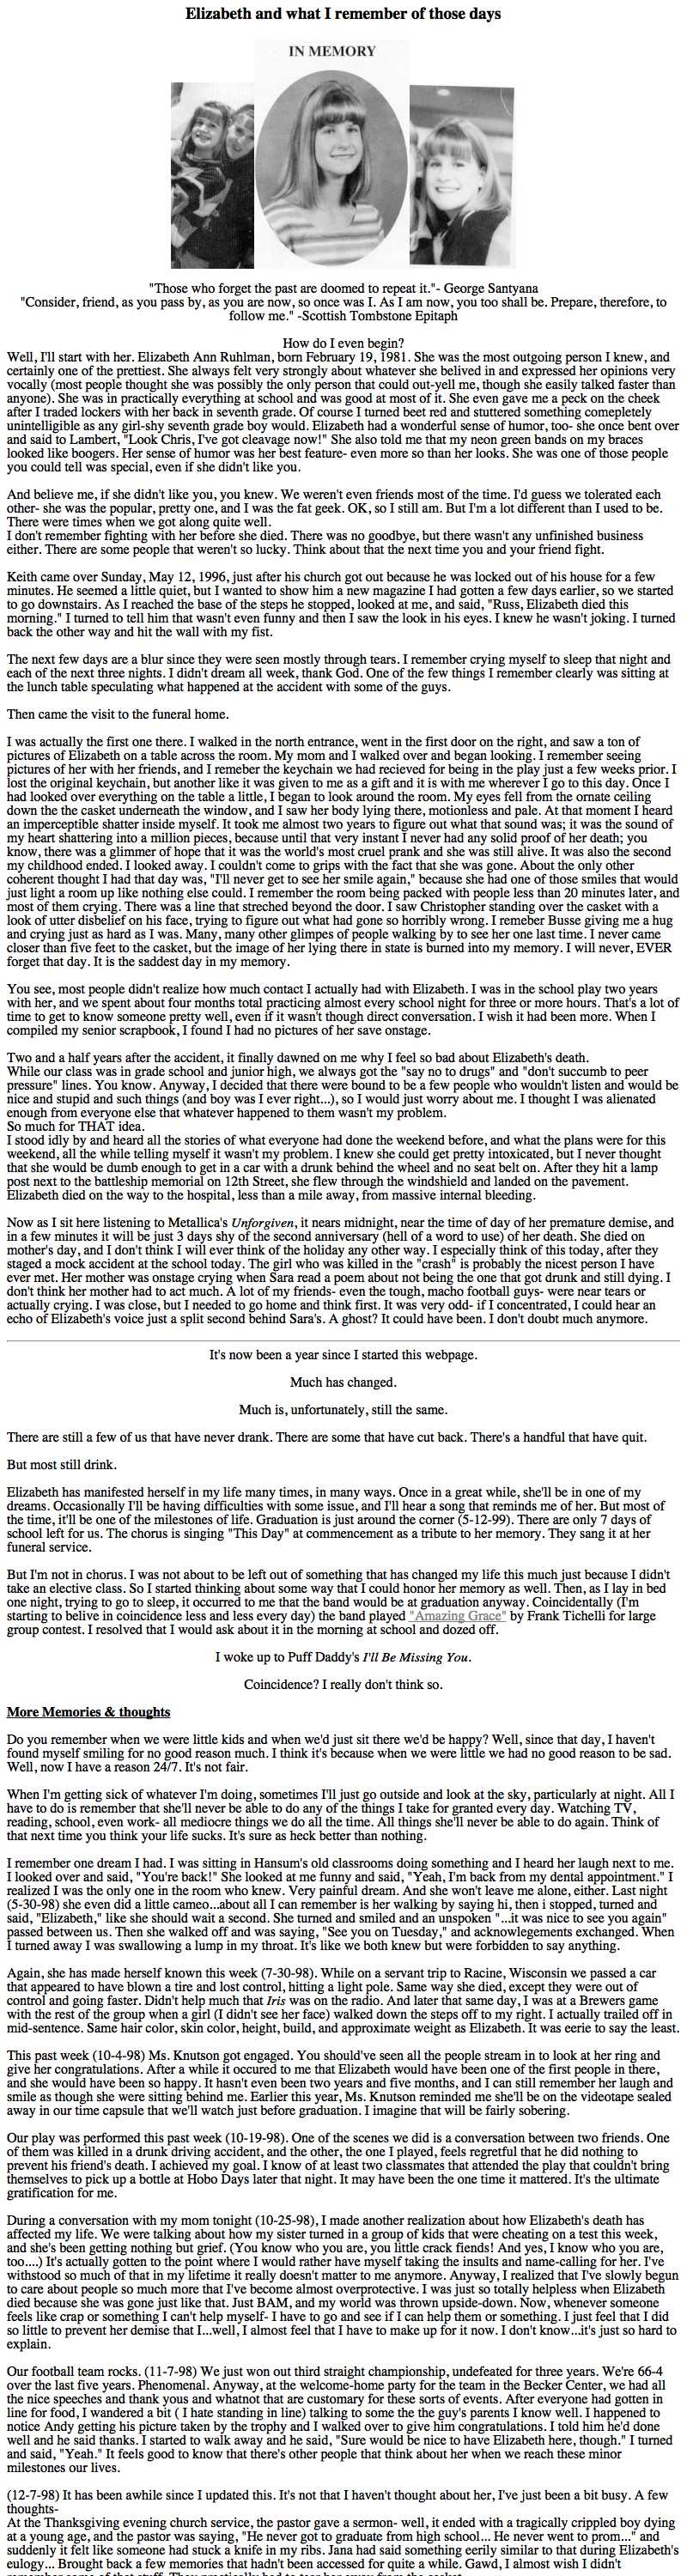 Elizabeth and what I remember of those days
IN MEMORY
"Those who forget the past are doomed to repeat it."- George Santyana
"Consider, friend, as you pass by, as you are now, so once was I. As I am now, you too shall be. Prepare, therefore, to
follow me." -Scottish Tombstone Epitaph
How do I even begin?
Well, I'll start with her. Elizabeth Ann Ruhlman, born February 19, 1981. She was the most outgoing person I knew, and
certainly one of the prettiest. She always felt very strongly about whatever she belived in and expressed her opinions very
vocally (most people thought she was possibly the only person that could out-yell me, though she easily talked faster than
anyone). She was in practically everything at school and was good at most of it. She even gave me a peck on the cheek
after I traded lockers with her back in seventh grade. Of course I turned beet red and stuttered something comepletely
unintelligible as any girl-shy seventh grade boy would. Elizabeth had a wonderful sense of humor, too- she once bent over
and said to Lambert, "Look Chris, I've got cleavage now!" She also told me that my neon green bands on my braces
looked like boogers. Her sense of humor was her best feature- even more so than her looks. She was one of those people
you could tell was special, even if she didn't like you.
And believe me, if she didn't like you, you knew. We weren't even friends most of the time. I'd guess we tolerated each
other- she was the popular, pretty one, and I was the fat geek. OK, so I still am. But I'm a lot different than I used to be.
There were times when we got along quite well.
I don't remember fighting with her before she died. There was no goodbye, but there wasn't any unfinished business
either. There are some people that weren't so lucky. Think about that the next time you and your friend fight.
Keith came over Sunday, May 12, 1996, just after his church got out because he was locked out of his house for a few
minutes. He seemed a little quiet, but I wanted to show him a new magazine I had gotten a few days earlier, so we started
to go downstairs. As I reached the base of the steps he stopped, looked at me, and said, "Russ, Elizabeth died this
morning." I turned to tell him that wasn't even funny and then I saw the look in his eyes. I knew he wasn't joking. I turned
back the other way and hit the wall with my fist.
The next few days are a blur since they were seen mostly through tears. I remember crying myself to sleep that night and
each of the next three nights. I didn't dream all week, thank God. One of the few things I remember clearly was sitting at
the lunch table speculating what happened at the accident with some of the guys.
Then came the visit to the funeral home.
I was actually the first one there. I walked in the north entrance, went in the first door on the right, and saw a ton of
pictures of Elizabeth on a table across the room. My mom and I walked over and began looking. I remember seeing
pictures of her with her friends, and I remeber the keychain we had recieved for being in the play just a few weeks prior. I
lost the original keychain, but another like it was given to me as a gift and it is with me wherever I go to this day. Once I
had looked over everything on the table a little, I began to look around the room. My eyes fell from the ornate ceiling
down the the casket underneath the window, and I saw her body lying there, motionless and pale. At that moment I heard
an imperceptible shatter inside myself. It took me almost two years to figure out what that sound was; it was the sound of
my heart shattering into a million pieces, because until that very instant I never had any solid proof of her death; you
know, there was a glimmer of hope that it was the world's most cruel prank and she was still alive. It was also the second
my childhood ended. I looked away. I couldn't come to grips with the fact that she was gone. About the only other
coherent thought I had that day was, "I'll never get to see her smile again," because she had one of those smiles that would
just light a room up like nothing else could. I remember the room being packed with people less than 20 minutes later, and
most of them crying. There was a line that streched beyond the door. I saw Christopher standing over the casket with a
look of utter disbelief on his face, trying to figure out what had gone so horribly wrong. I remeber Busse giving me a hug
and crying just as hard as I was. Many, many other glimpes of people walking by to see her one last time. I never came
closer than five feet to the casket, but the image of her lying there in state is burned into my memory. I will never, EVER
forget that day. It is the saddest day in my memory.
You see, most people didn't realize how much contact I actually had with Elizabeth. I was in the school play two years
with her, and we spent about four months total practicing almost every school night for three or more hours. That's a lot of
time to get to know someone pretty well, even if it wasn't though direct conversation. I wish it had been more. When I
compiled my senior scrapbook, I found I had no pictures of her save onstage.
Two and a half years after the accident, it finally dawned on me why I feel so bad about Elizabeth's death.
While our class was in grade school and junior high, we always got the "say no to drugs" and "don't succumb to peer
pressure" lines. You know. Anyway, I decided that there were bound to be a few people who wouldn't listen and would be
nice and stupid and such things (and boy was I ever right...), so I would just worry about me. I thought I was alienated
enough from everyone else that whatever happened to them wasn't my problem.
So much for THAT idea.
I stood idly by and heard all the stories of what everyone had done the weekend before, and what the plans were for this
weekend, all the while telling myself it wasn't my problem. I knew she could get pretty intoxicated, but I never thought
that she would be dumb enough to get in a car with a drunk behind the wheel and no seat belt on. After they hit a lamp
post next to the battleship memorial on 12th Street, she flew through the windshield and landed on the pavement.
Elizabeth died on the way to the hospital, less than a mile away, from massive internal bleeding.
Now as I sit here listening to Metallica's Unforgiven, it nears midnight, near the time of day of her premature demise, and
in a few minutes it will be just 3 days shy of the second anniversary (hell of a word to use) of her death. She died on
mother's day, and I don't think I will ever think of the holiday any other way. I especially think of this today, after they
staged a mock accident at the school today. The girl who was killed in the "crash" is probably the nicest person I have
ever met. Her mother was onstage crying when Sara read a poem about not being the one that got drunk and still dying. I
don't think her mother had to act much. A lot of my friends- even the tough, macho football guys- were near tears or
actually crying. I was close, but I needed to go home and think first. It was very odd- if I concentrated, I could hear an
echo of Elizabeth's voice just a split second behind Sara's. A ghost? It could have been. I don't doubt much anymore.
It's now been a year since I started this webpage.
Much has changed.
Much is, unfortunately, still the same.
There are still a few of us that have never drank. There are some that have cut back. There's a handful that have quit.
But most still drink.
Elizabeth has manifested herself in my life many times, in many ways. Once in a great while, she'll be in one of my
dreams. Occasionally I'll be having difficulties with some issue, and I'll hear a song that reminds me of her. But most of
the time, it'll be one of the milestones of life. Graduation is just around the corner (5-12-99). There are only 7 days of
school left for us. The chorus is singing "This Day" at commencement as a tribute to her memory. They sang it at her
funeral service.
But I'm not in chorus. I was not about to be left out of something that has changed my life this much just because I didn't
take an elective class. So I started thinking about some way that I could honor her memory as well. Then, as I lay in bed
one night, trying to go to sleep, it occurred to me that the band would be at graduation anyway. Coincidentally (I'm
starting to belive in coincidence less and less every day) the band played "Amazing Grace" by Frank Tichelli for large
group contest. I resolved that I would ask about it in the morning at school and dozed off.
I woke up to Puff Daddy's I'll Be Missing You.
Coincidence? I really don't think so.
More Memories & thoughts
Do you remember when we were little kids and when we'd just sit there we'd be happy? Well, since that day, I haven't
found myself smiling for no good reason much. I think it's because when we were little we had no good reason to be sad.
Well, now I have a reason 24/7. It's not fair.
When I'm getting sick of whatever I'm doing, sometimes I'll just go outside and look at the sky, particularly at night. All I
have to do is remember that she'll never be able to do any of the things I take for granted every day. Watching TV,
reading, school, even work- all mediocre things we do all the time. All things she'll never be able to do again. Think of
that next time you think your life sucks. It's sure as heck better than nothing.
I remember one dream I had. I was sitting in Hansum's old classrooms doing something and I heard her laugh next to me.
I looked over and said, "You're back!" She looked at me funny and said, "Yeah, I'm back from my dental appointment." I
realized I was the only one in the room who knew. Very painful dream. And she won't leave me alone, either. Last night
(5-30-98) she even did a little cameo...about all I can remember is her walking by saying hi, then i stopped, turned and
said, "Elizabeth," like she should wait a second. She turned and smiled and an unspoken "...it was nice to see you again"
passed between us. Then she walked off and was saying, "See you on Tuesday," and acknowlegements exchanged. When
I turned away I was swallowing a lump in my throat. It's like we both knew but were forbidden to say anything.
Again, she has made herself known this week (7-30-98). While on a servant trip to Racine, Wisconsin we passed a car
that appeared to have blown a tire and lost control, hitting a light pole. Same way she died, except they were out of
control and going faster. Didn't help much that Iris was on the radio. And later that same day, I was at a Brewers game
with the rest of the group when a girl (I didn't see her face) walked down the steps off to my right. I actually trailed off in
mid-sentence. Same hair color, skin color, height, build, and approximate weight as Elizabeth. It was eerie to say the least.
This past week (10-4-98) Ms. Knutson got engaged. You should've seen all the people stream in to look at her ring and
give her congratulations. After a while it occured to me that Elizabeth would have been one of the first people in there,
and she would have been so happy. It hasn't even been two years and five months, and I can still remember her laugh and
smile as though she were sitting behind me. Earlier this year, Ms. Knutson reminded me she'll be on the videotape sealed
away in our time capsule that we'll watch just before graduation. I imagine that will be fairly sobering.
Our play was performed this past week (10-19-98). One of the scenes we did is a conversation between two friends. One
of them was killed in a drunk driving accident, and the other, the one I played, feels regretful that he did nothing to
prevent his friend's death. I achieved my goal. I know of at least two classmates that attended the play that couldn't bring
themselves to pick up a bottle at Hobo Days later that night. It may have been the one time it mattered. It's the ultimate
gratification for me.
During a conversation with my mom tonight (10-25-98), I made another realization about how Elizabeth's death has
affected my life. We were talking about how my sister turned in a group of kids that were cheating on a test this week,
and she's been getting nothing but grief. (You know who you are, you little crack fiends! And yes, I know who you are,
too....) It's actually gotten to the point where I would rather have myself taking the insults and name-calling for her. I've
withstood so much of that in my lifetime it really doesn't matter to me anymore. Anyway, I realized that I've slowly begun
to care about people so much more that I've become almost overprotective. I was just so totally helpless when Elizabeth
died because she was gone just like that. Just BAM, and my world was thrown upside-down. Now, whenever someone
feels like crap or something I can't help myself- I have to go and see if I can help them or something. I just feel that I did
so little to prevent her demise that I...well, I almost feel that I have to make up for it now. I don't know...it's just so hard to
explain.
Our football team rocks. (11-7-98) We just won out third straight championship, undefeated for three years. We're 66-4
over the last five years. Phenomenal. Anyway, at the welcome-home party for the team in the Becker Center, we had all
the nice speeches and thank yous and whatnot that are customary for these sorts of events. After everyone had gotten in
line for food, I wandered a bit ( I hate standing in line) talking to some the the guy's parents I know well. I happened to
notice Andy getting his picture taken by the trophy and I walked over to give him congratulations. I told him he'd done
well and he said thanks. I started to walk away and he said, "Sure would be nice to have Elizabeth here, though." I turned
and said, "Yeah." It feels good to know that there's other people that think about her when we reach these minor
milestones our lives.
(12-7-98) It has been awhile since I updated this. It's not that I haven't thought about her, I've just been a bit busy. A few
thoughts-
At the Thanksgiving evening church service, the pastor gave a sermon- well, it ended with a tragically crippled boy dying
at a young age, and the pastor was saying, "He never got to graduate from high school... He never went to prom..." and
suddenly it felt like someone had stuck a knife in my ribs. Jana had said something eerily similar to that during Elizabeth's
eulogy... Brought back a few memories that hadn't been accessed for quite a while. Gawd, I almost wish I didn't